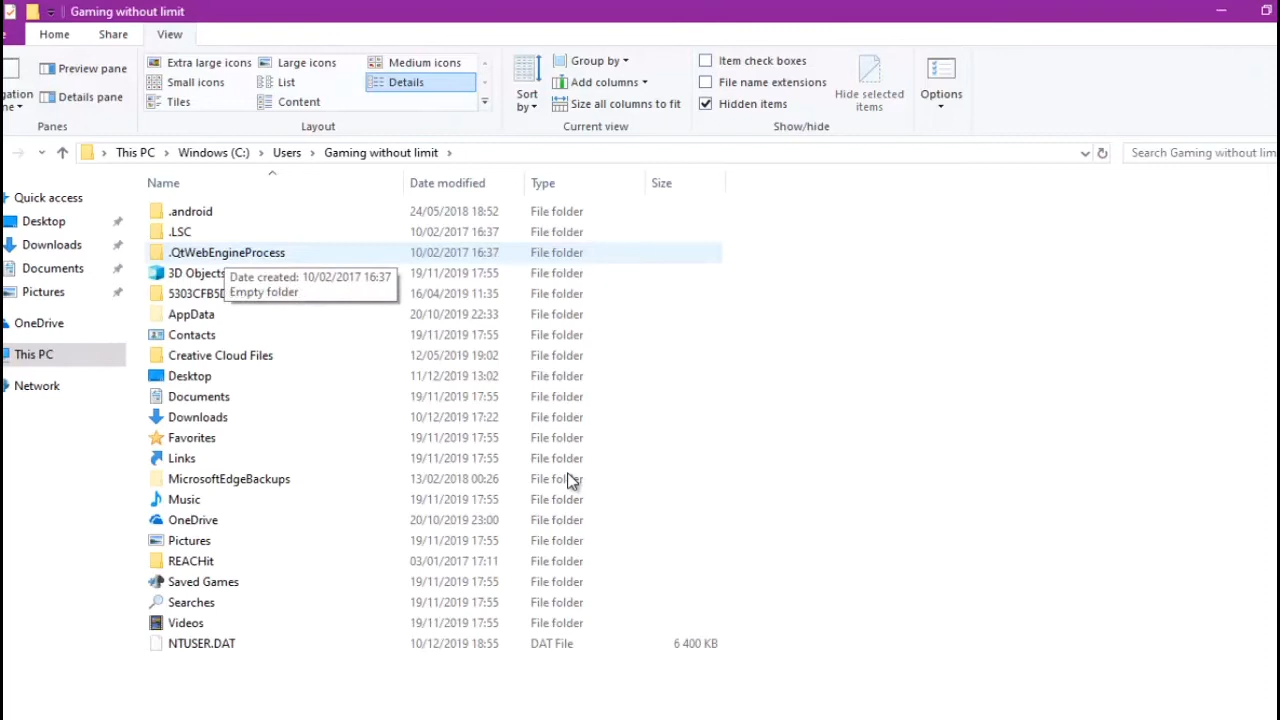 Gaming without limit
Home Share View
Preview pane
Details pane
Panes
Extra large icons Large icons Medium icons
Small icons List Details
Tiles Content
Layout
Sort by
Group by
Add columns
Size all columns to fit
Current view
Item check boxes
File name extensions
Hidden items
Hide selected items
Show/hide
Options
This PC Windows (C:) Users Gaming without limit
Search Gaming without
Name Date modified Type Size
Quick access
Desktop
Downloads
Documents
Pictures
OneDrive
This PC
Network
.android 24/05/2018 18:52 File folder
.LSC 10/02/2017 16:37 File folder
.QtWebEngineProcess 10/02/2017 16:37 File folder
3D Objects 19/11/2019 17:55 File folder
Date created: 10/02/2017 16:37
Empty folder
16/04/2019 11:35 File folder
AppData 20/10/2019 22:33 File folder
Contacts 19/11/2019 17:55 File folder
Creative Cloud Files 12/05/2019 19:02 File folder
Desktop 11/12/2019 13:02 File folder
Documents 19/11/2019 17:55 File folder
Downloads 10/12/2019 17:22 File folder
Favorites 19/11/2019 17:55 File folder
Links 19/11/2019 17:55 File folder
MicrosoftEdgeBackups 13/02/2018 00:26 File folder
Music 19/11/2019 17:55 File folder
OneDrive 20/10/2019 23:00 File folder
Pictures 19/11/2019 17:55 File folder
REACHit 03/01/2017 17:11 File folder
Saved Games 19/11/2019 17:55 File folder
Searches 19/11/2019 17:55 File folder
Videos 19/11/2019 17:55 File folder
NTUSER.DAT 10/12/2019 18:55 DAT File 6 400 KB